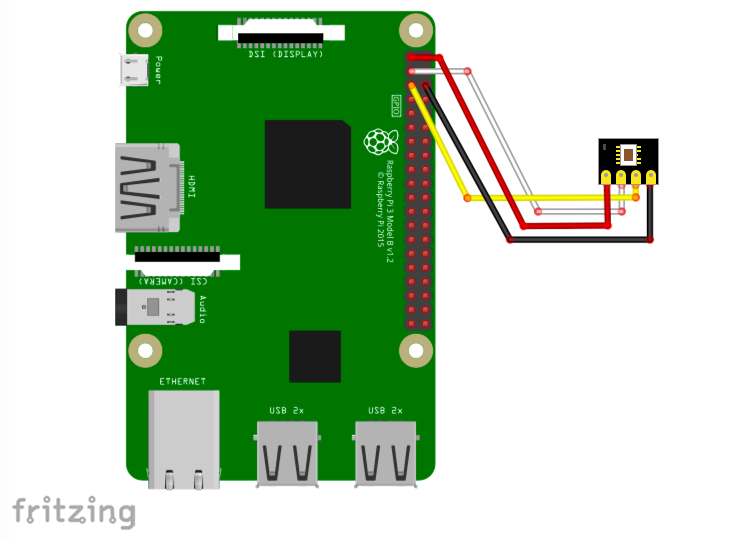 DSI (DISPLAY)
Power
GPIO
HDMI
Raspberry Pi 3 Model B v1.2
© Raspberry Pi 2015
CSI (CAMERA)
Audio
ETHERNET
USB 2x
USB 2x
fritzing